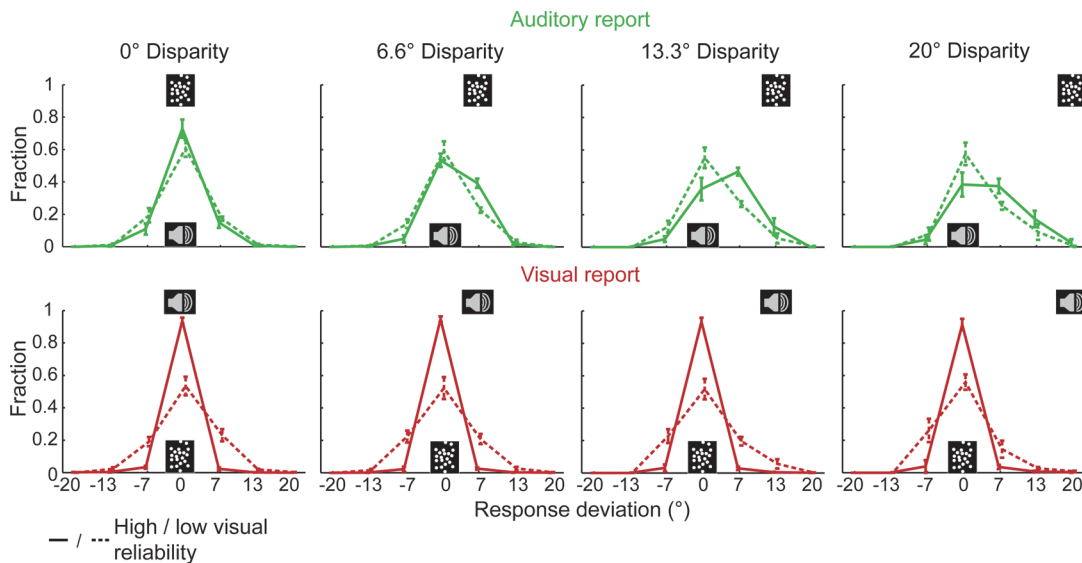 Auditory report
0° Disparity 6.6° Disparity 13.3° Disparity 20° Disparity
1
0.8
0.6
0.4
0.2
0
Fraction
Visual report
1
0.8
0.6
0.4
0.2
0
Fraction
-20 -13 -7 0 7 13 20 -20 -13 -7 0 7 13 20 -20 -13 -7 0 7 13 20 -20 -13 -7 0 7 13 20
Response deviation (°)
/ High / low visual
reliability